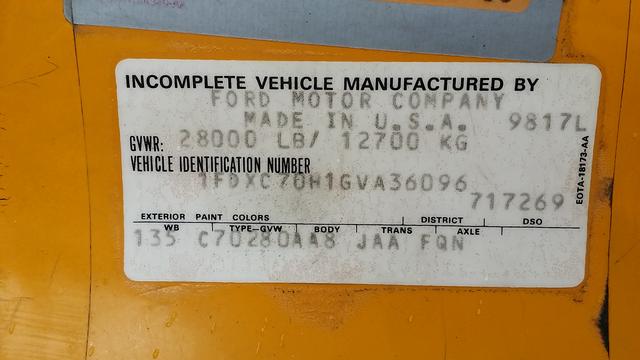 INCOMPLETE VEHICLE MANUFACTURED BY
FORD MOTOR COMPANY
MADE IN U.S.A. 9817L
GVWR: 28000 LB/ 12700 KG
VEHICLE IDENTIFICATION NUMBER
1FDXC70H1GVA36096
717269
EXTERIOR PAINT COLORS DISTRICT DSO
WB TYPE-GVW BODY TRANS AXLE
135 C70280AA8 JAA FQN
EOTA-18173-AA